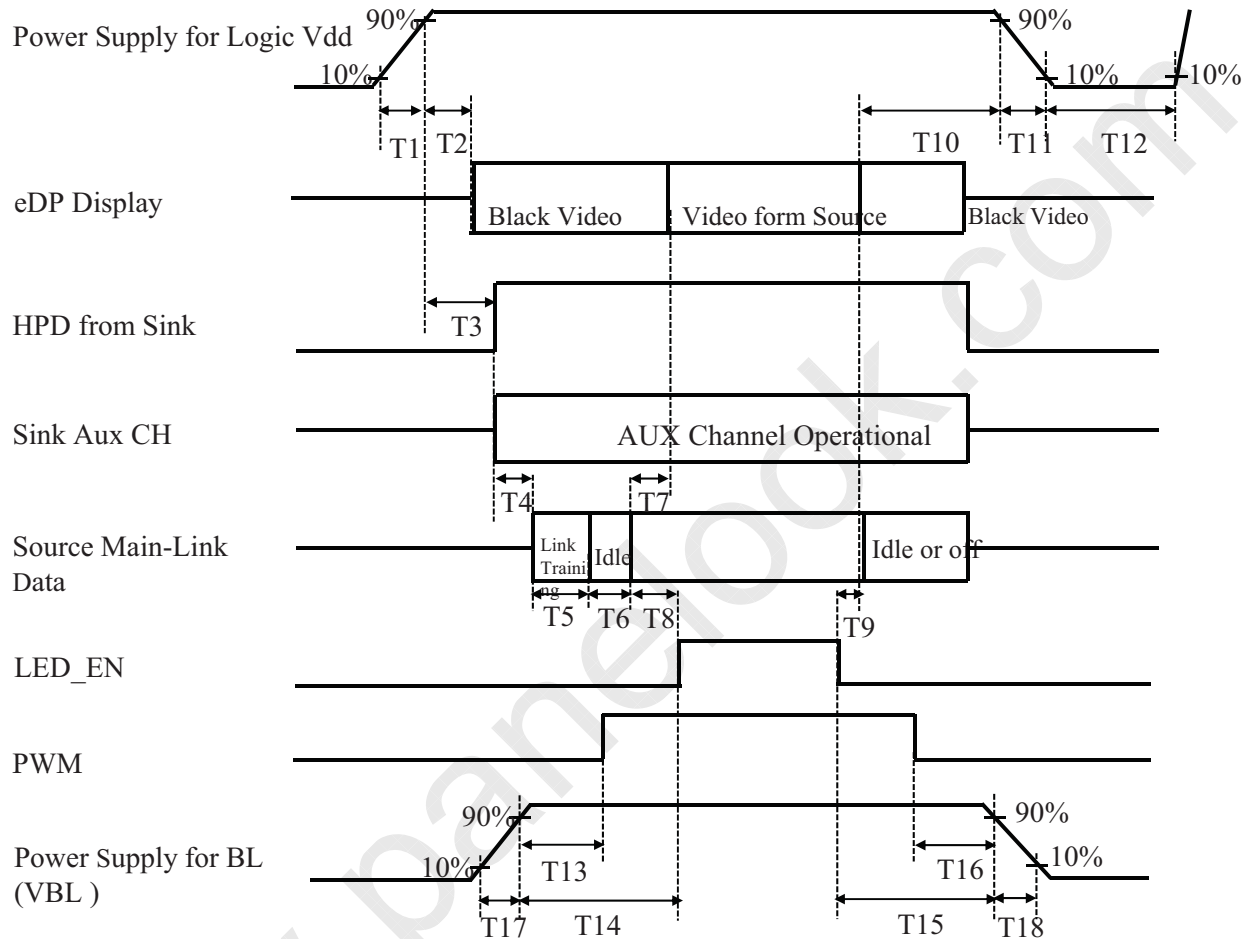 Power Supply for Logic Vdd
90%
90%
10%
10%
10%
T1
T2
T10
T11
T12
eDP Display
Black Video
Video form Source
Black Video
HPD from Sink
T3
Sink Aux CH
AUX Channel Operational
T4
T7
Source Main-Link
Data
Link
Traini
ng
Idle
Idle or off
T5
T6
T8
T9
LED_EN
PWM
90%
90%
Power Supply for BL
(VBL )
10%
T13
T16
10%
T17
T14
T15
T18
panelook.com